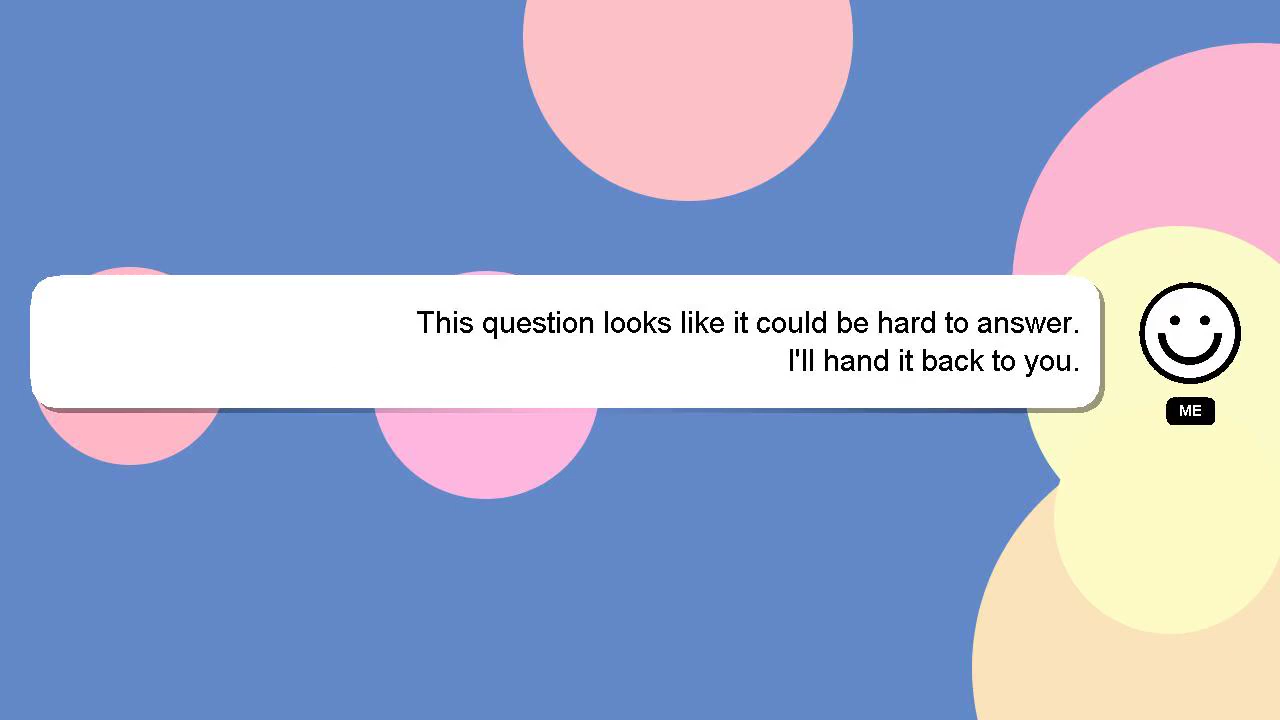 This question looks like it could be hard to answer.
I'll hand it back to you.
ME